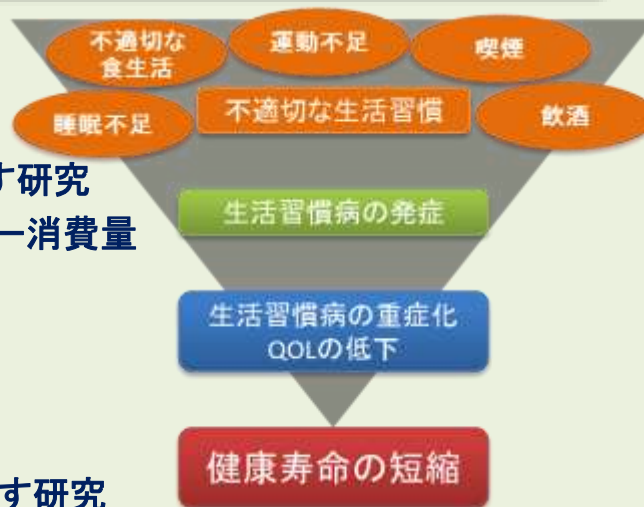 不適切な
食生活
運動不足
喫煙
睡眠不足
不適切な生活習慣
飲酒
す研究
ー消費量
生活習慣病の発症
生活習慣病の重症化
QOLの低下
健康寿命の短縮
す研究